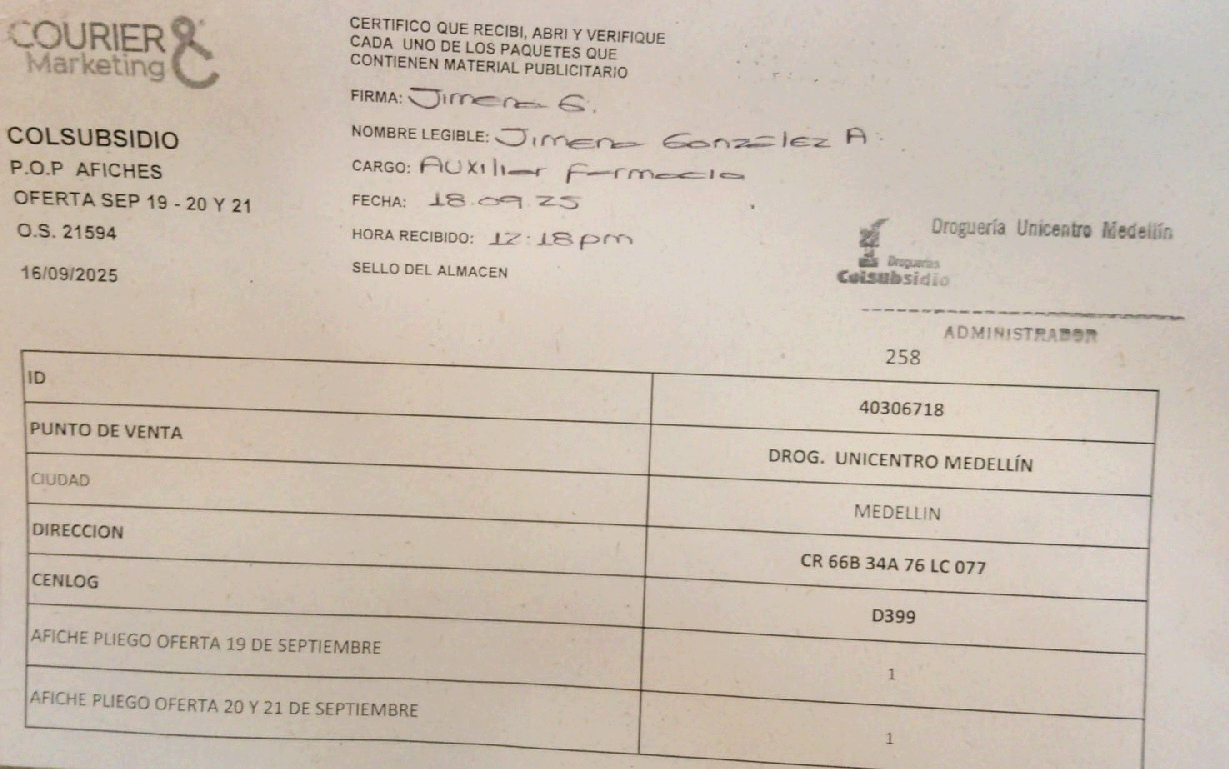 COURIER &
Marketing
COLSUBSIDIO
P.O.P AFICHES
OFERTA SEP 19 - 20 Y 21
O.S. 21594
16/09/2025
CERTIFICO QUE RECIBI, ABRI Y VERIFIQUE
CADA UNO DE LOS PAQUETES QUE
CONTIENEN MATERIAL PUBLICITARIO
FIRMA: Jimena G.
NOMBRE LEGIBLE: Jimena González A.
CARGO: Auxiliar farmacia
FECHA: 18.09.25
HORA RECIBIDO: 12:18pm
SELLO DEL ALMACEN
Droguería Unicentro Medellín
Droguerías
Colsubsidio
ADMINISTRADOR
258
ID 40306718
PUNTO DE VENTA DROG. UNICENTRO MEDELLÍN
CIUDAD MEDELLIN
DIRECCION CR 66B 34A 76 LC 077
CENLOG D399
AFICHE PLIEGO OFERTA 19 DE SEPTIEMBRE 1
AFICHE PLIEGO OFERTA 20 Y 21 DE SEPTIEMBRE 1